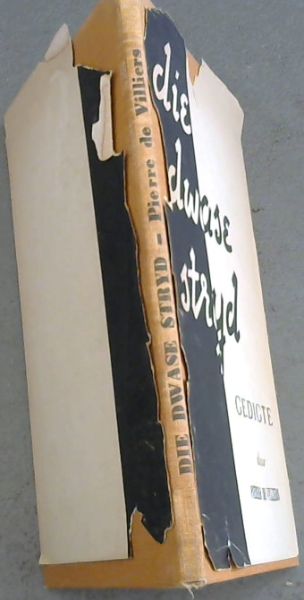 DIE DWASE STRYD - Pierre de Villiers
die
dwase
stryd
GEDIGTE
deur